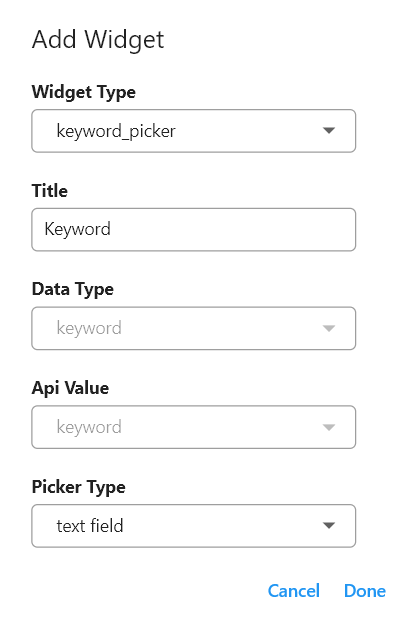 Add Widget
Widget Type
keyword_picker
Title
Keyword
Data Type
keyword
Api Value
keyword
Picker Type
text field
Cancel Done